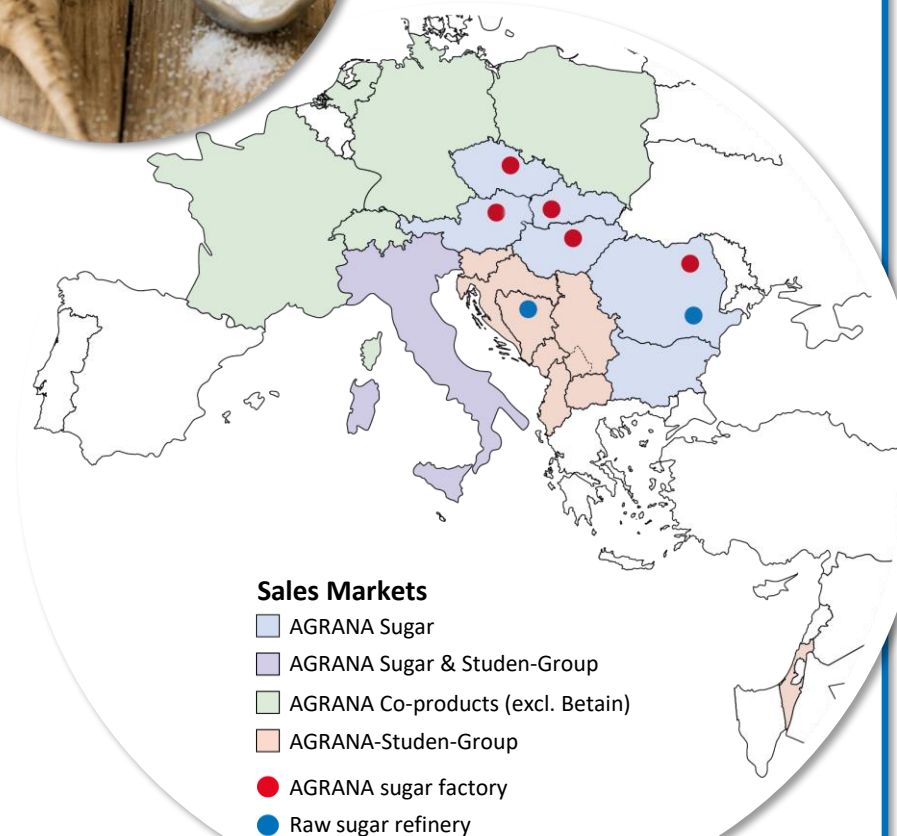 Sales Markets
AGRANA Sugar
AGRANA Sugar & Studen-Group
AGRANA Co-products (excl. Betain)
AGRANA-Studen-Group
AGRANA sugar factory
Raw sugar refinery